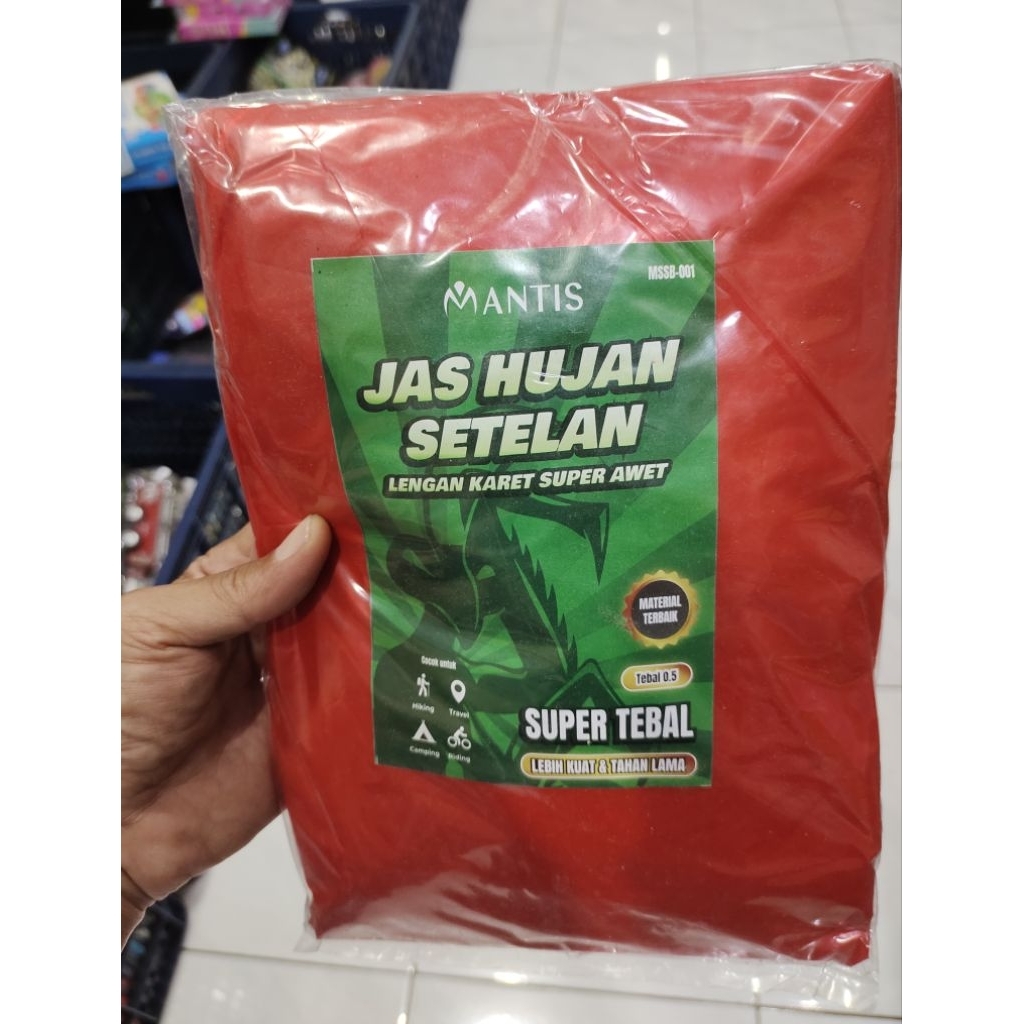 MSSB-001
MANTIS
JAS HUJAN
SETELAN
LENGAN KARET SUPER AWET
MATERIAL
TERBAIK
Tebal 0.5
Cocok untuk
Hiking
Travel
Camping
Riding
SUPER TEBAL
LEBIH KUAT & TAHAN LAMA